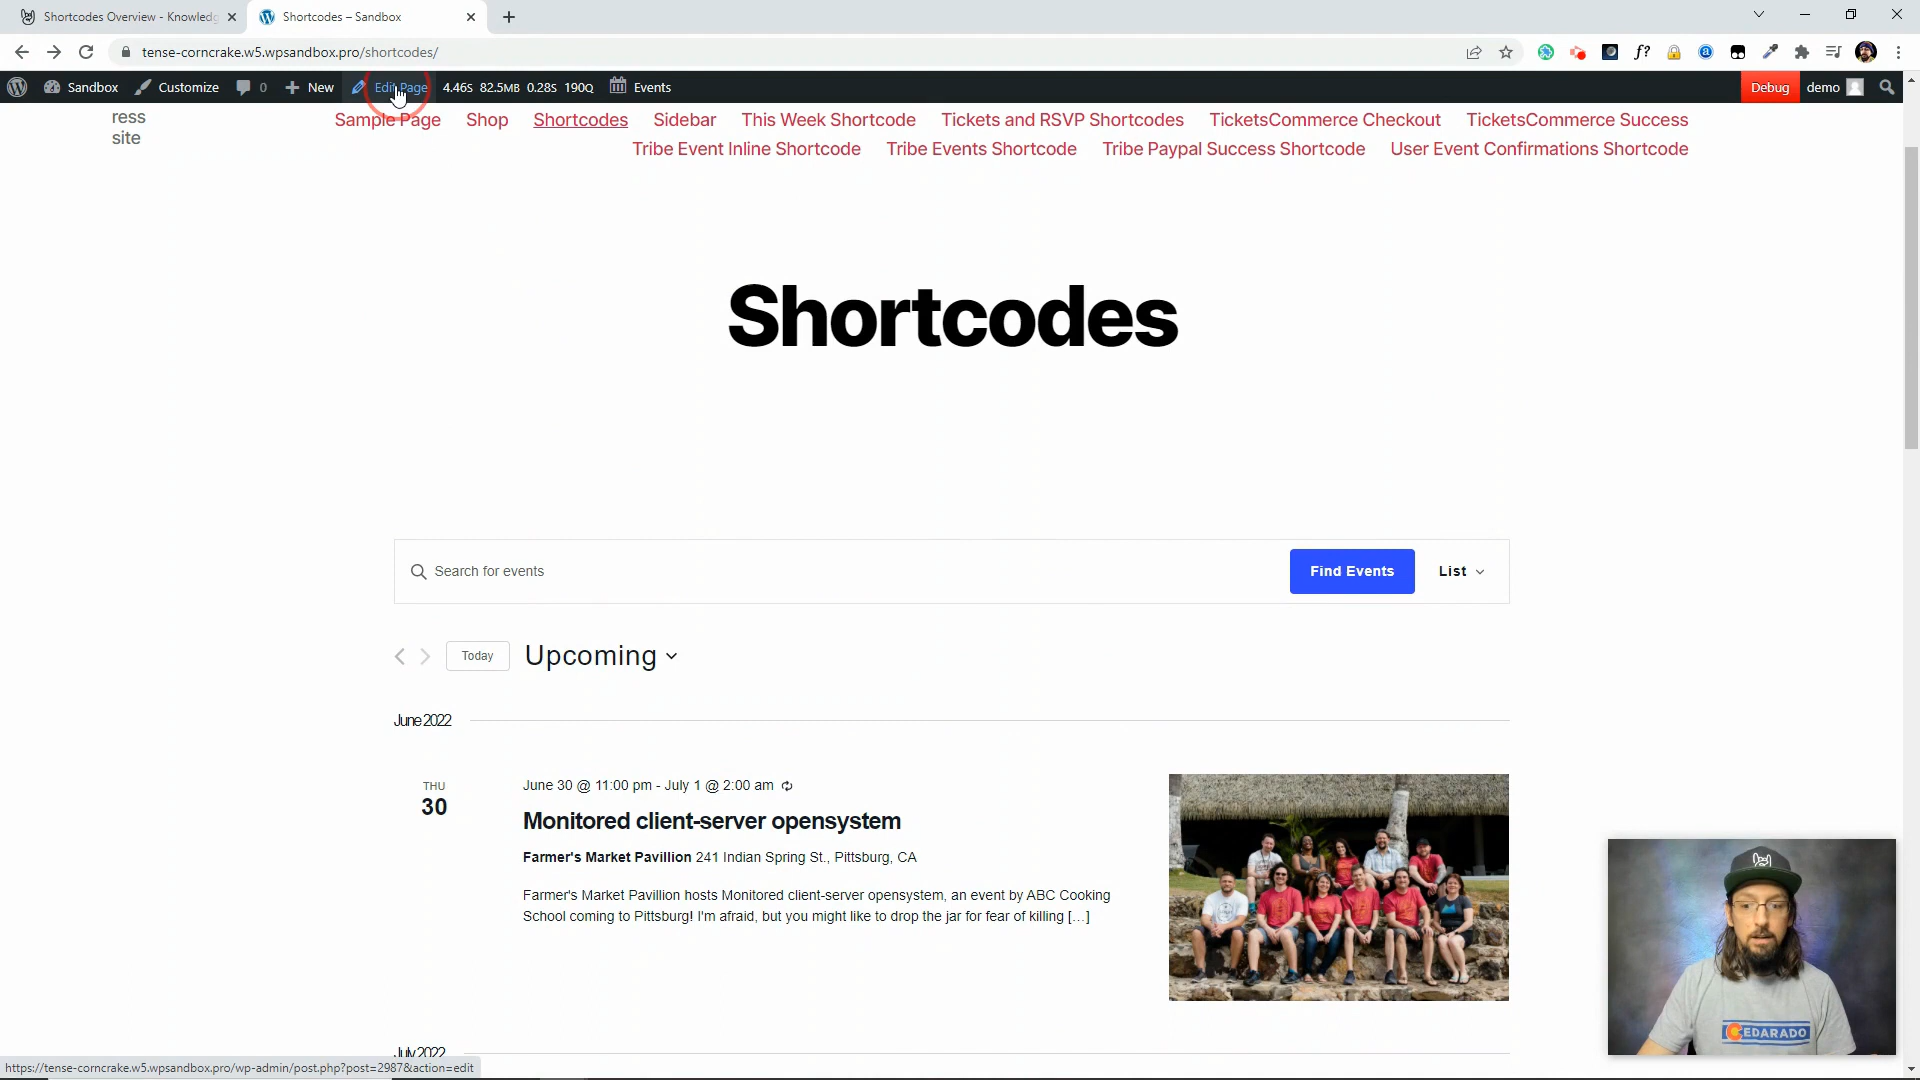 Shortcodes Overview - Knowled
Shortcodes – Sandbox
tense-corncrake.w5.wpsandbox.pro/shortcodes/
Sandbox Customize 0 New Edit Page 4.46S 82.5MB 0.28S 190Q Events Debug demo
ress
site
Sample Page Shop Shortcodes Sidebar This Week Shortcode Tickets and RSVP Shortcodes TicketsCommerce Checkout TicketsCommerce Success
Tribe Event Inline Shortcode Tribe Events Shortcode Tribe Paypal Success Shortcode User Event Confirmations Shortcode
Shortcodes
Search for events Find Events List
Today Upcoming
June 2022
THU
30
June 30 @ 11:00 pm - July 1 @ 2:00 am
Monitored client-server opensystem
Farmer's Market Pavillion 241 Indian Spring St., Pittsburg, CA
Farmer's Market Pavillion hosts Monitored client-server opensystem, an event by ABC Cooking
School coming to Pittsburg! I'm afraid, but you might like to drop the jar for fear of killing [...]
July 2022
https://tense-corncrake.w5.wpsandbox.pro/wp-admin/post.php?post=2987&action=edit
EDARADO